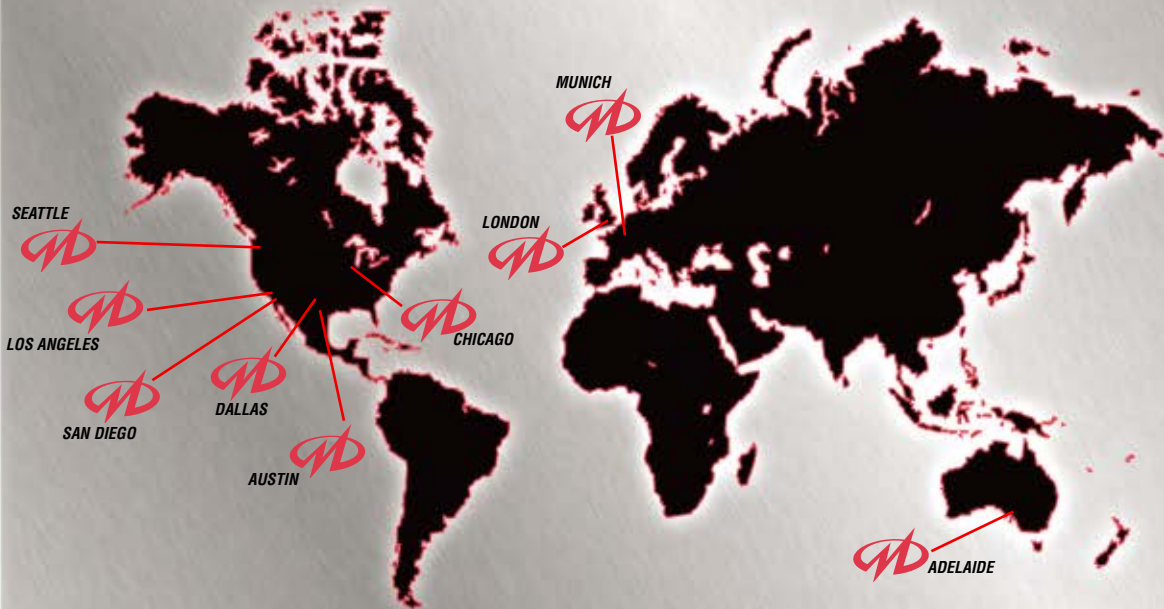 MUNICH
SEATTLE
LONDON
LOS ANGELES
CHICAGO
DALLAS
SAN DIEGO
AUSTIN
ADELAIDE